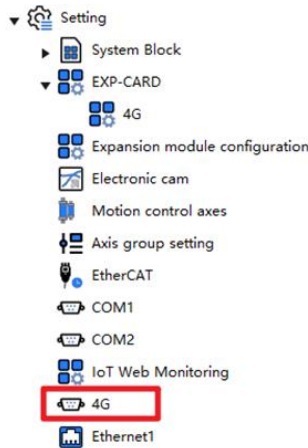 Setting
System Block
EXP-CARD
4G
Expansion module configuration
Electronic cam
Motion control axes
Axis group setting
EtherCAT
COM1
COM2
IoT Web Monitoring
4G
Ethernet1